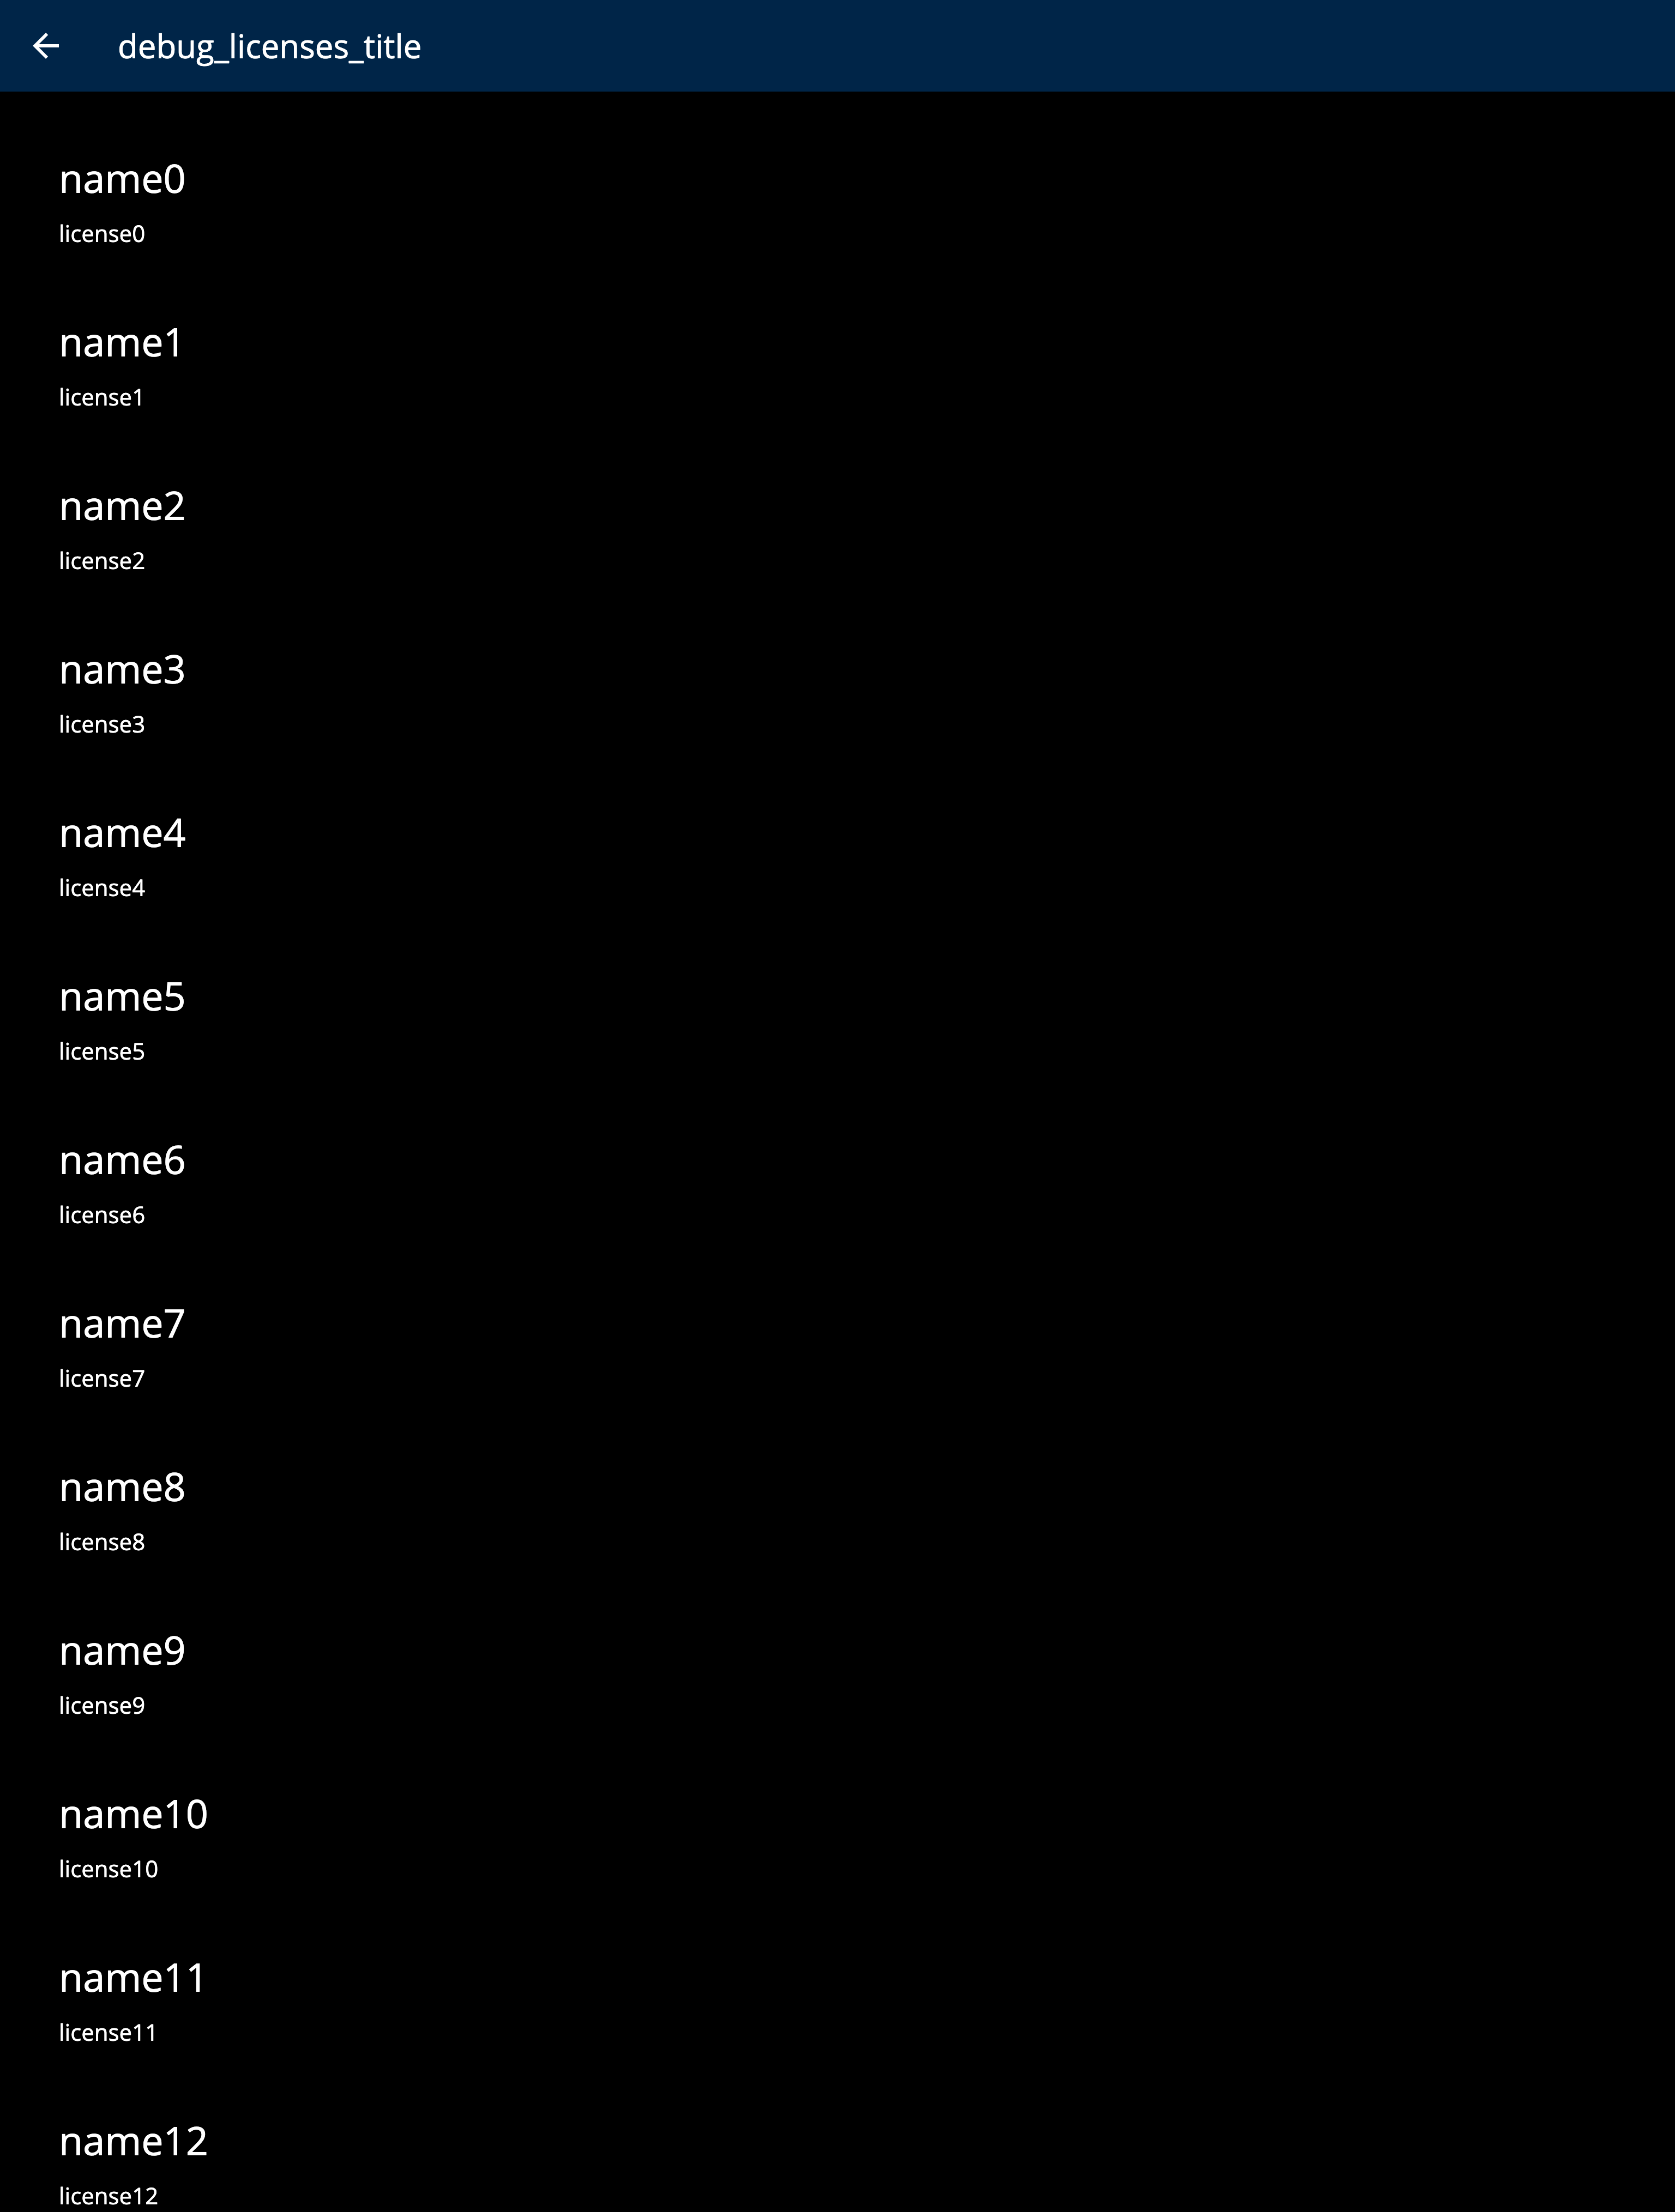 debug_licenses_title
name0
license0
name1
license1
name2
license2
name3
license3
name4
license4
name5
license5
name6
license6
name7
license7
name8
license8
name9
license9
name10
license10
name11
license11
name12
license12